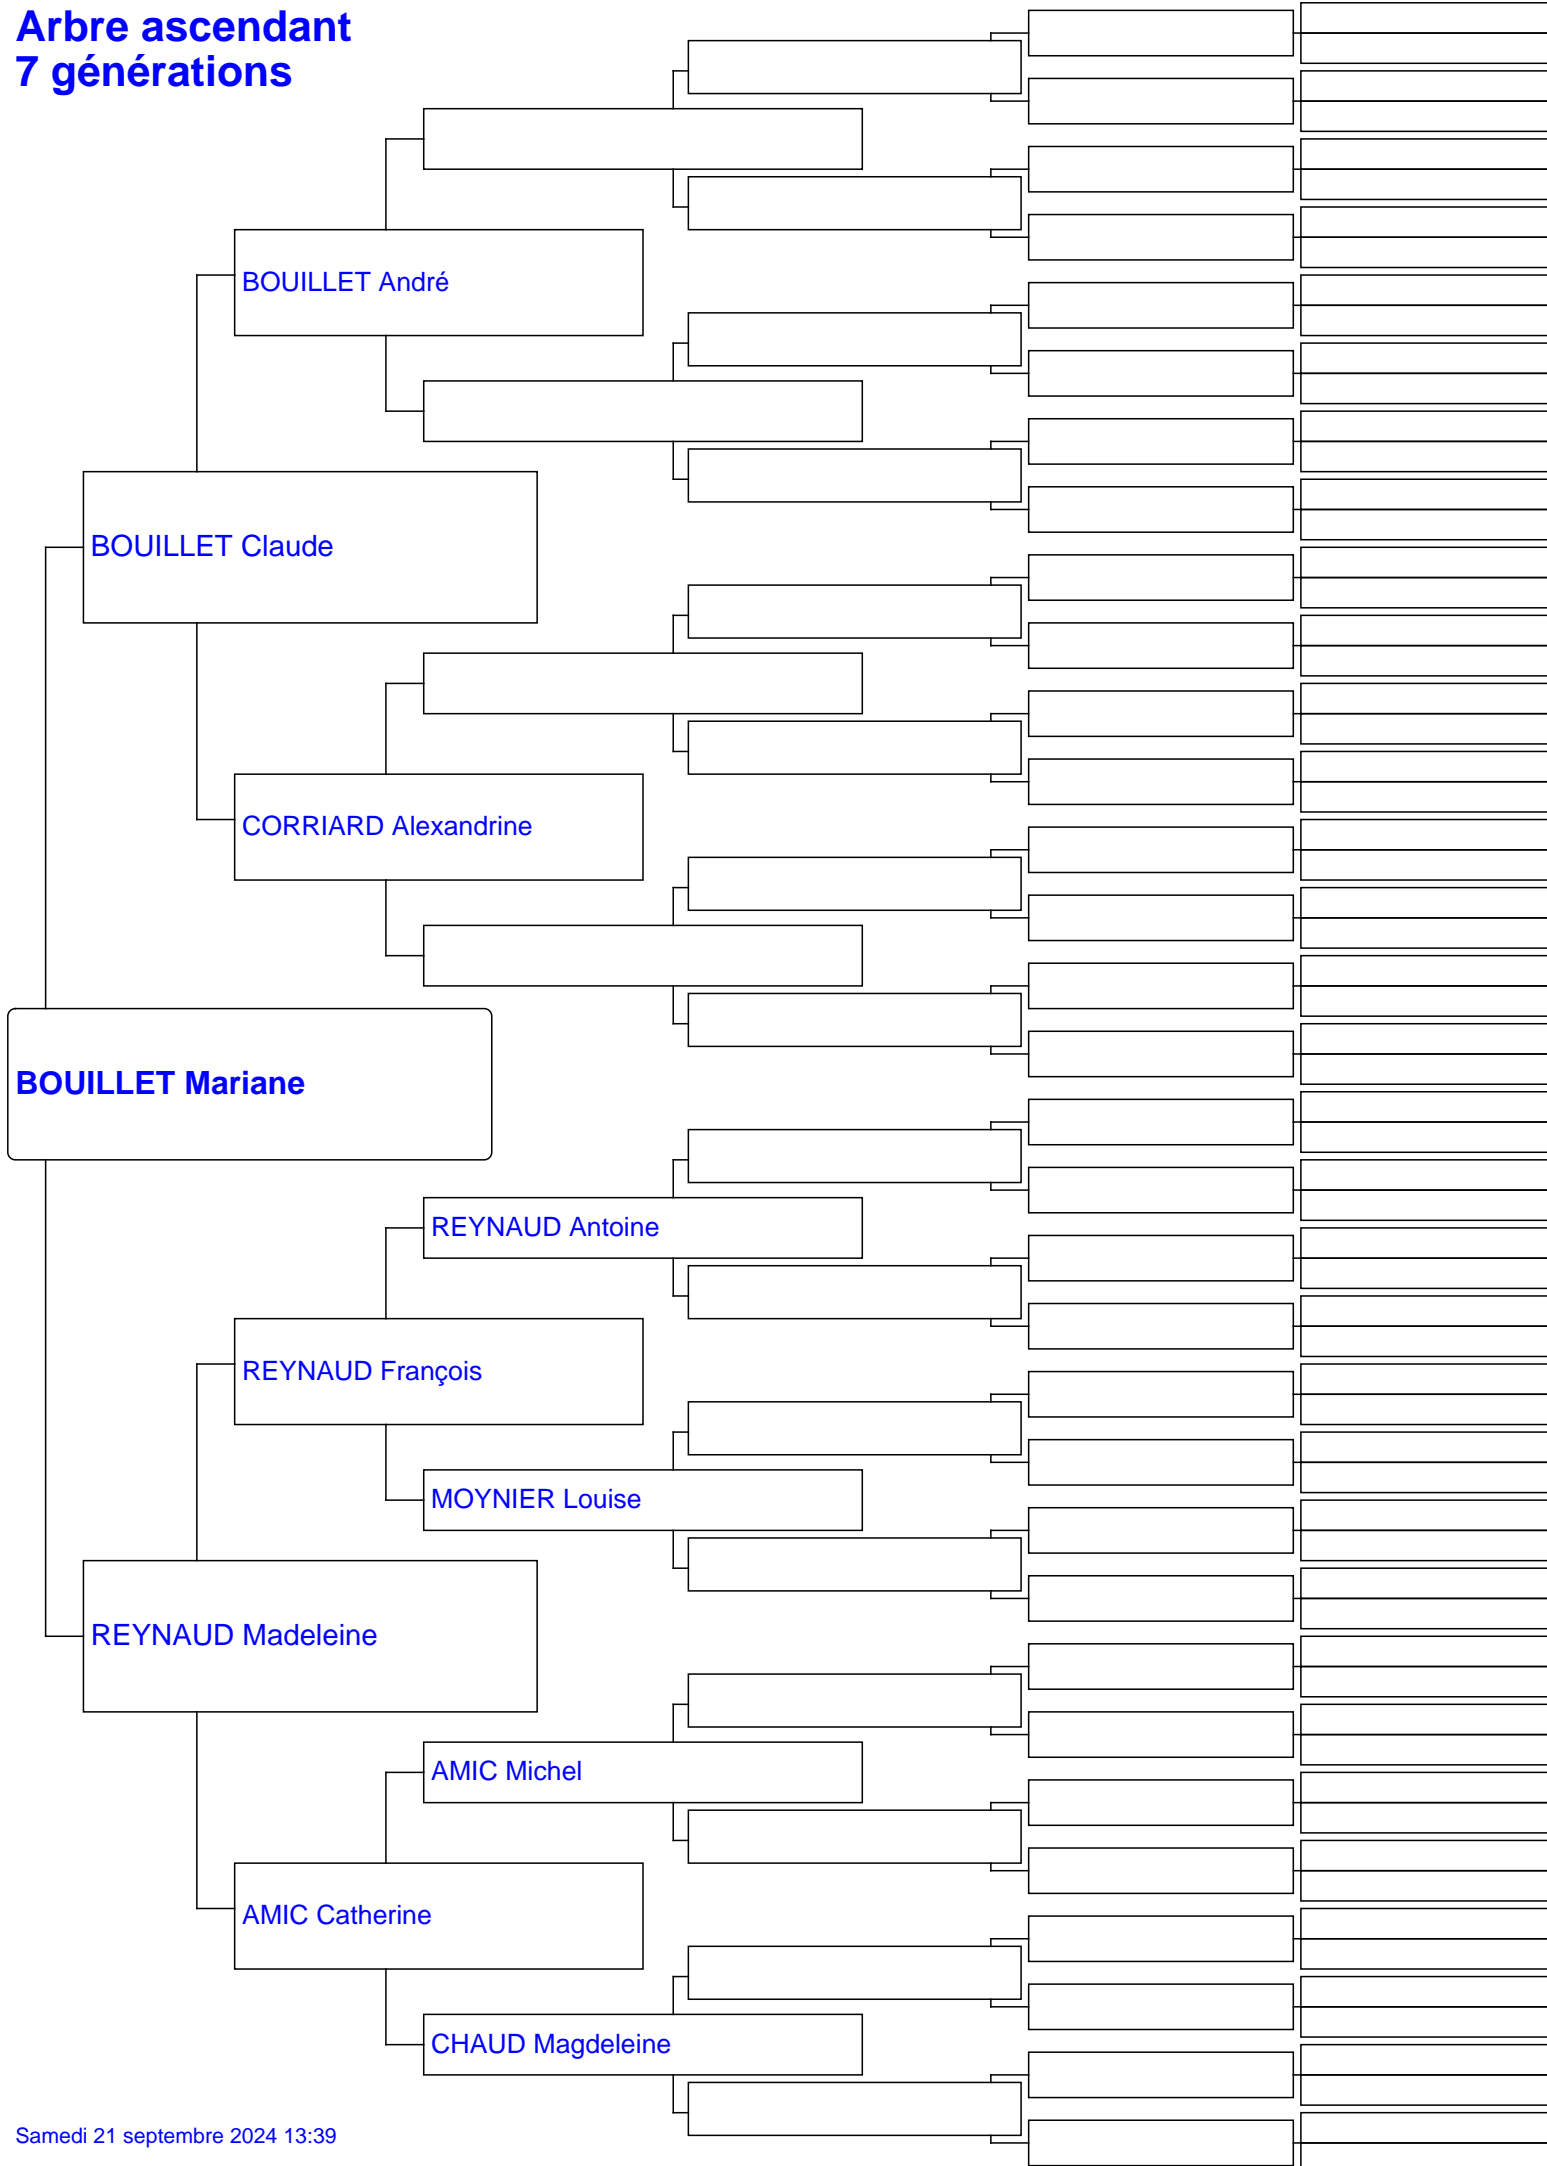 Arbre ascendant
7 générations
BOUILLET André
BOUILLET Claude
CORRIARD Alexandrine
BOUILLET Mariane
REYNAUD Antoine
REYNAUD François
MOYNIER Louise
REYNAUD Madeleine
AMIC Michel
AMIC Catherine
CHAUD Magdeleine
Samedi 21 septembre 2024 13:39